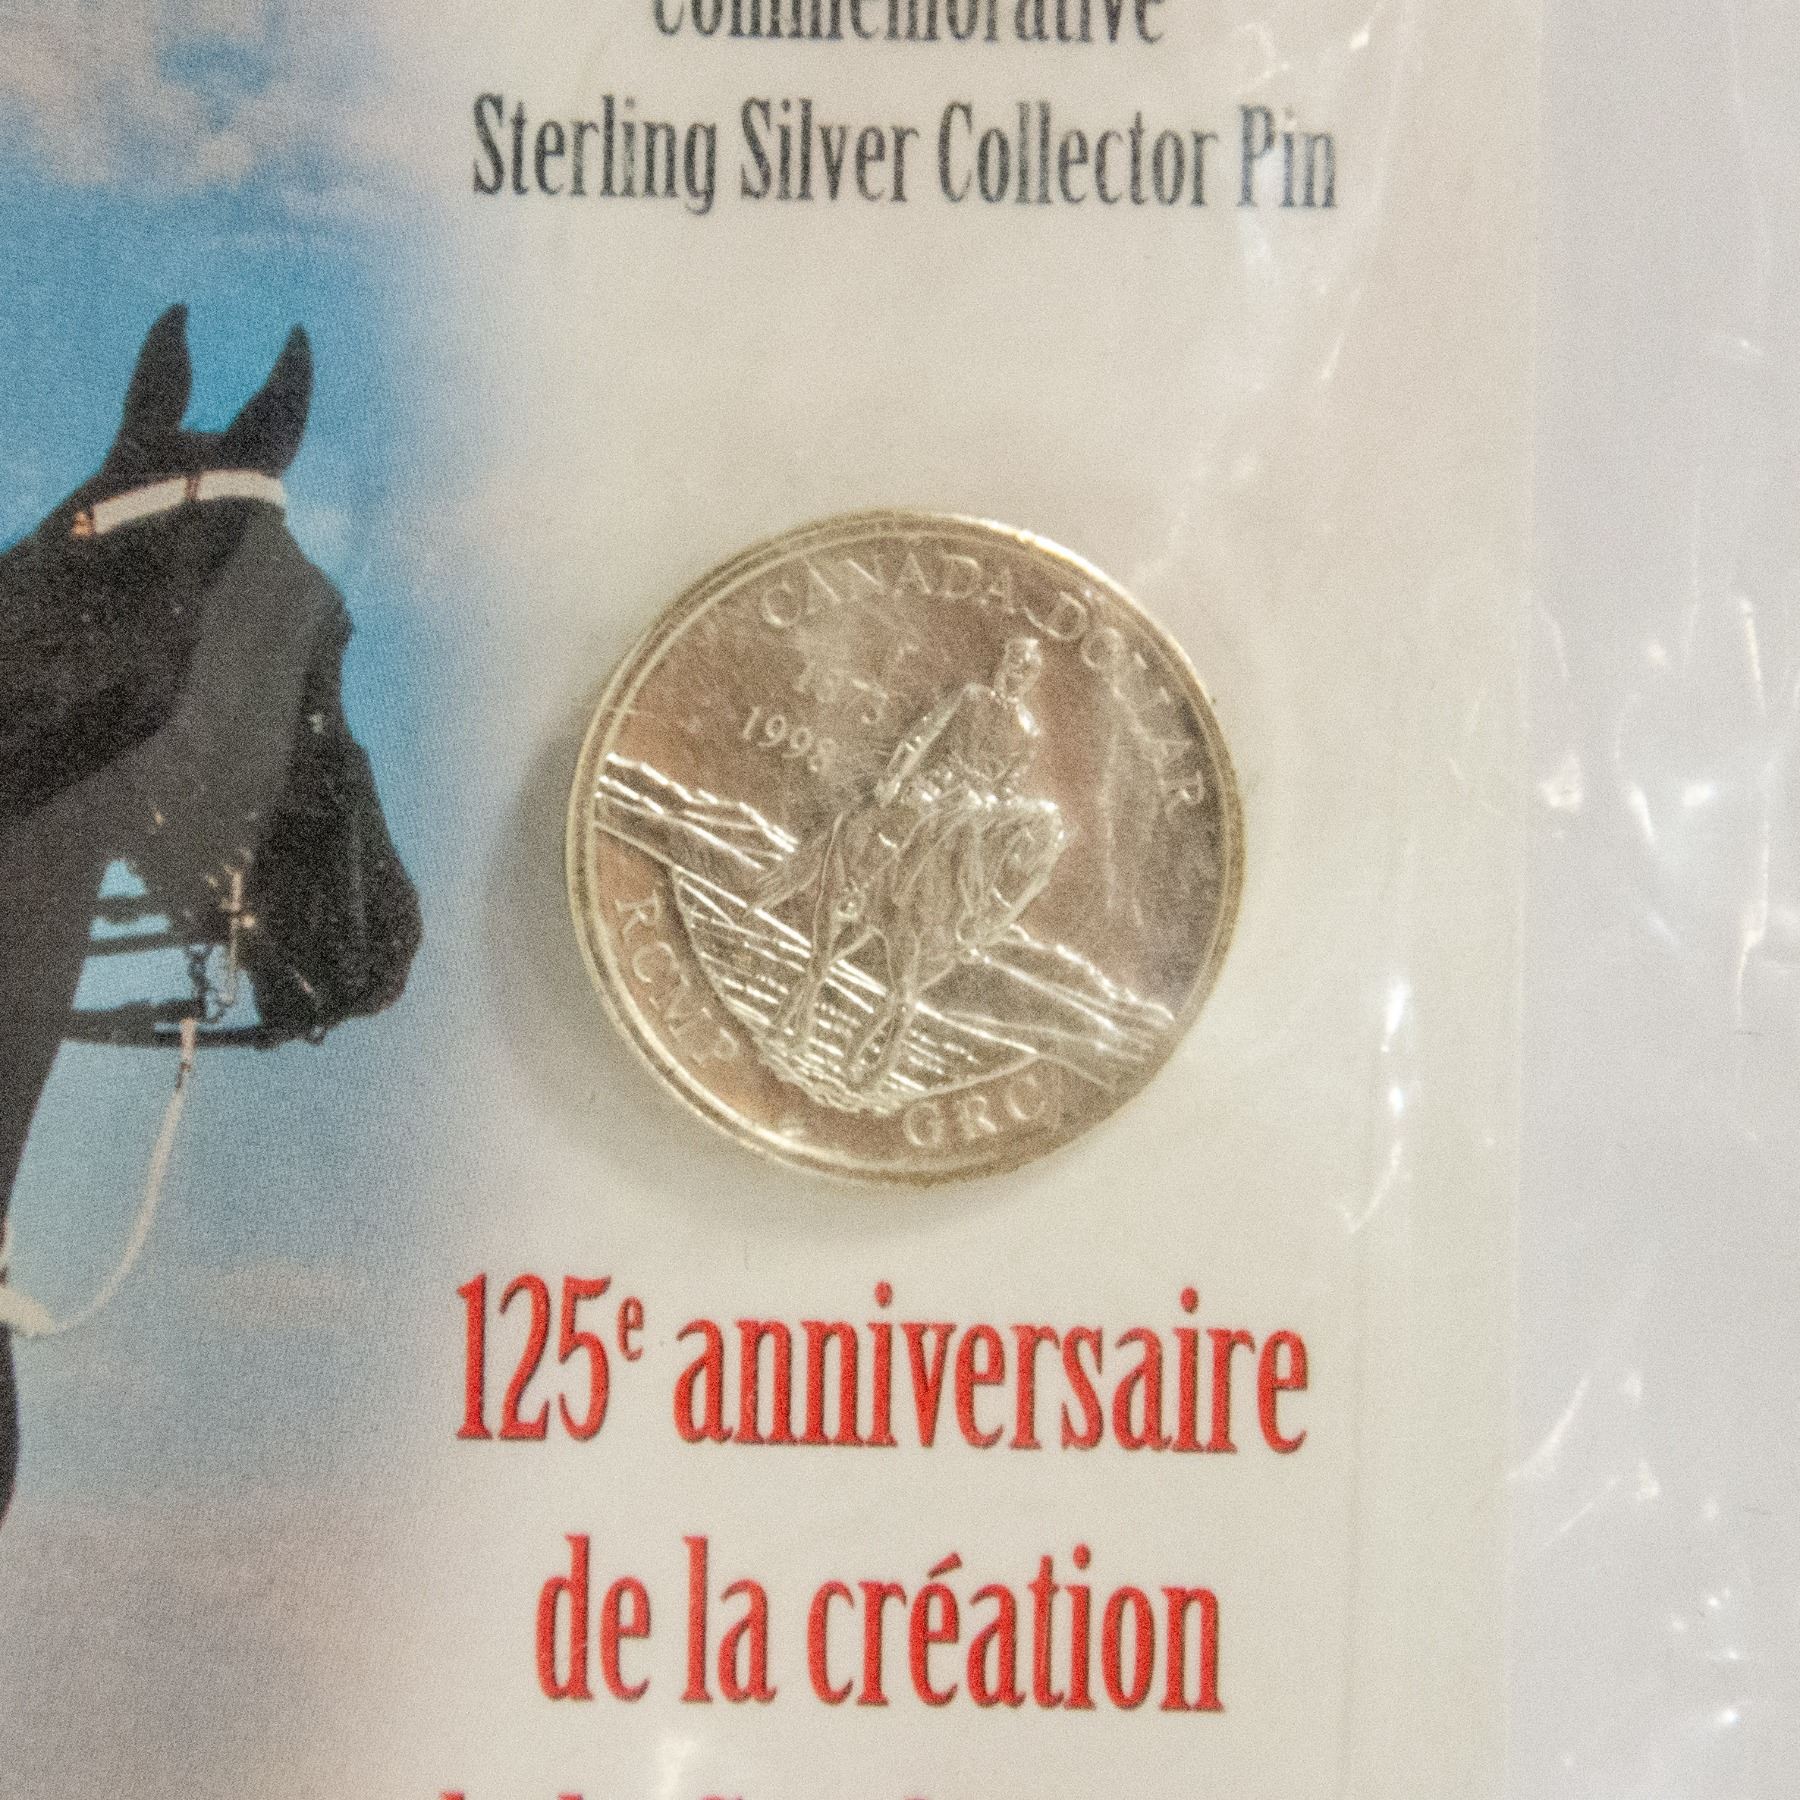 Commemorative
Sterling Silver Collector Pin
CANADA DOLLAR
1873
1998
RCMP
GRC
125e anniversaire
de la création